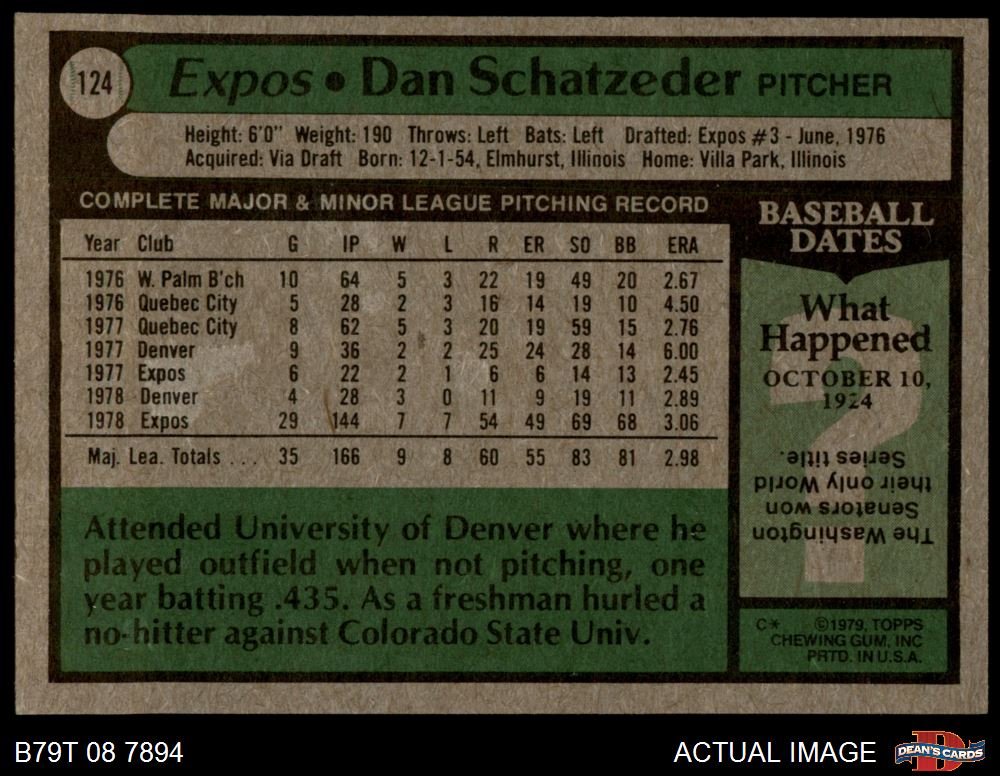 124
Expos • Dan Schatzeder PITCHER
Height: 6'0" Weight: 190 Throws: Left Bats: Left Drafted: Expos #3 - June, 1976
Acquired: Via Draft Born: 12-1-54, Elmhurst, Illinois Home: Villa Park, Illinois
COMPLETE MAJOR & MINOR LEAGUE PITCHING RECORD
Year Club G IP W L R ER SO BB ERA
1976 W. Palm B'ch 10 64 5 3 22 19 49 20 2.67
1976 Quebec City 5 28 2 3 16 14 19 10 4.50
1977 Quebec City 8 62 5 3 20 19 59 15 2.76
1977 Denver 9 36 2 2 25 24 28 14 6.00
1977 Expos 6 22 2 1 6 6 14 13 2.45
1978 Denver 4 28 3 0 11 9 19 11 2.89
1978 Expos 29 144 7 7 54 49 69 68 3.06
Maj. Lea. Totals . . . 35 166 9 8 60 55 83 81 2.98
Attended University of Denver where he
played outfield when not pitching, one
year batting .435. As a freshman hurled a
no-hitter against Colorado State Univ.
BASEBALL
DATES
?
What
Happened
OCTOBER 10,
1924
The Washington
Senators won
their only World
Series title.
C* ©1979, TOPPS
CHEWING GUM, INC
PRTD. IN U.S.A.
B79T 08 7894
ACTUAL IMAGE
D
DEAN'S CARDS